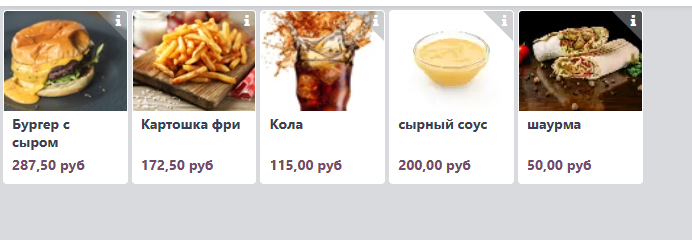 Бургер с
сыром
287,50 руб
Картошка фри
172,50 руб
Кола
115,00 руб
сырный соус
200,00 руб
шаурма
50,00 руб